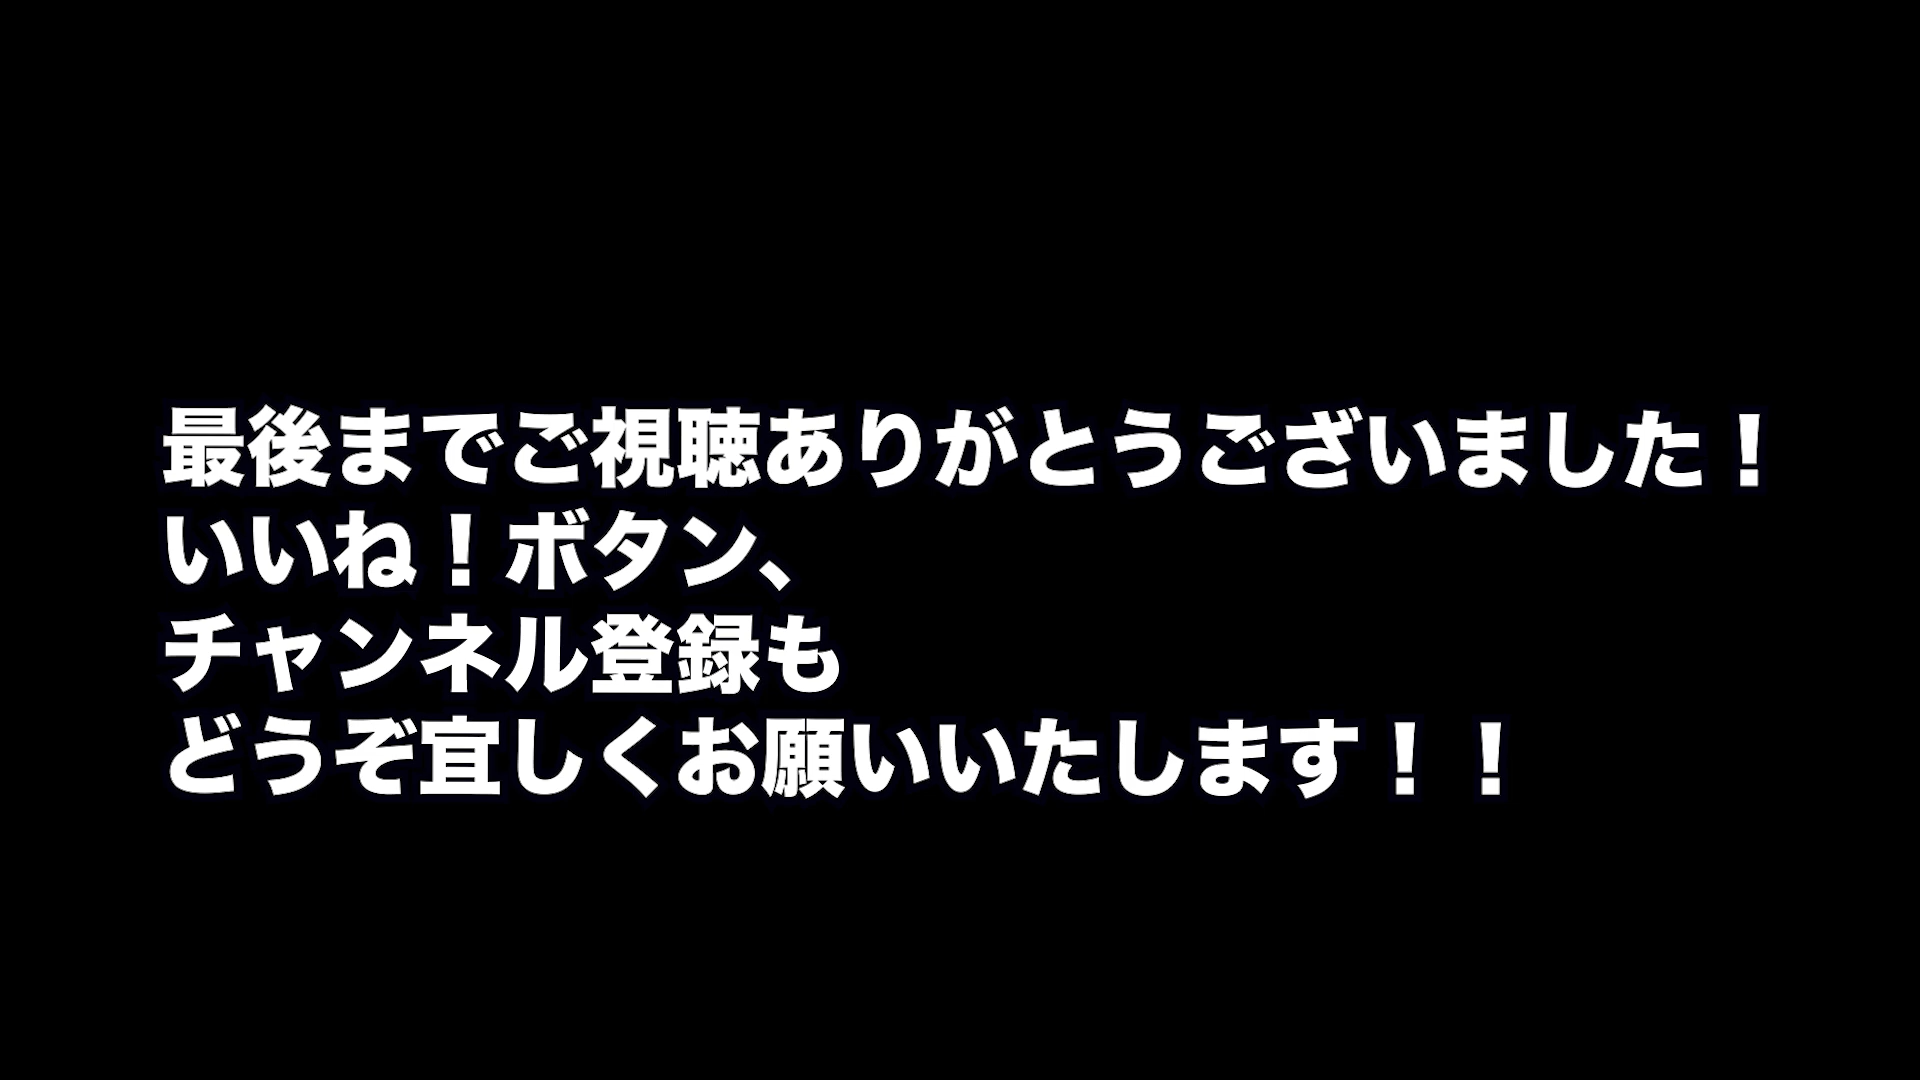 最後までご視聴ありがとうございました！
いいね！ボタン、
チャンネル登録も
どうぞ宜しくお願いいたします！！